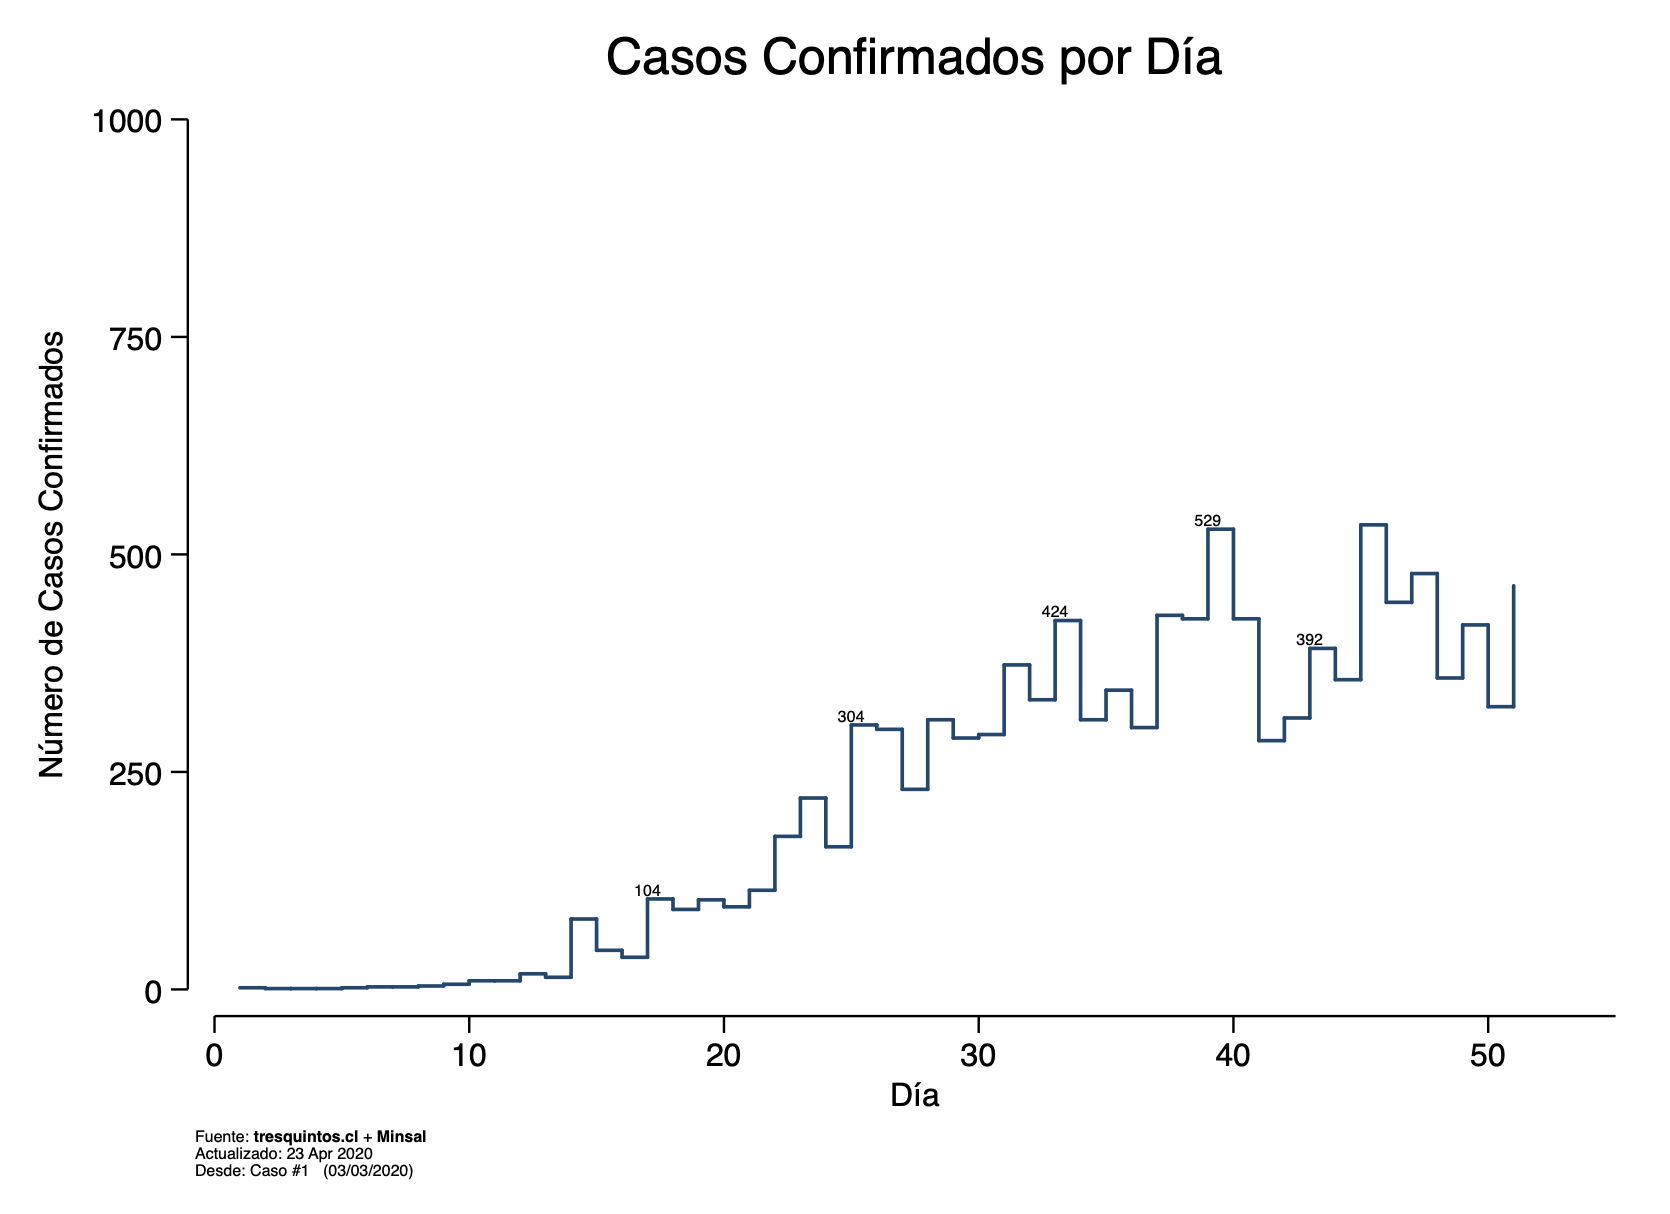 Casos Confirmados por Día
1000
750
500
250
0
Número de Casos Confirmados
104
304
424
529
392
0 10 20 30 40 50
Día
Fuente: tresquintos.cl + Minsal
Actualizado: 23 Apr 2020
Desde: Caso #1 (03/03/2020)